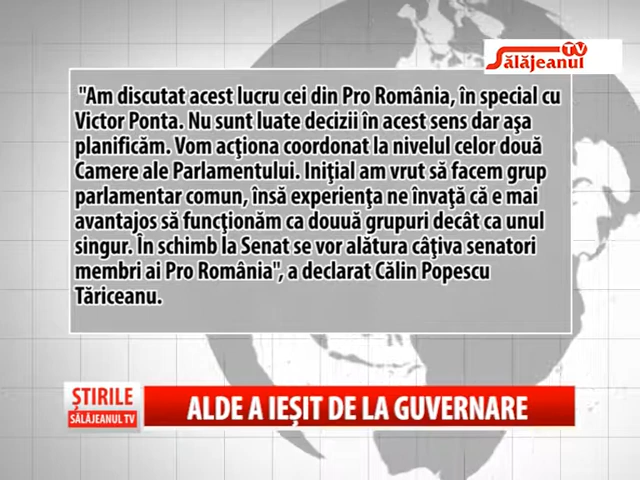 TV
Sălăjeanul
"Am discutat acest lucru cei din Pro România, în special cu
Victor Ponta. Nu sunt luate decizii în acest sens dar aşa
planificăm. Vom acţiona coordonat la nivelul celor două
Camere ale Parlamentului. Iniţial am vrut să facem grup
parlamentar comun, însă experienţa ne învaţă că e mai
avantajos să funcţionăm ca douuă grupuri decât ca unul
singur. În schimb la Senat se vor alătura câţiva senatori
membri ai Pro România", a declarat Călin Popescu
Tăriceanu.
ŞTIRILE
SĂLĂJEANUL TV
ALDE A IEȘIT DE LA GUVERNARE